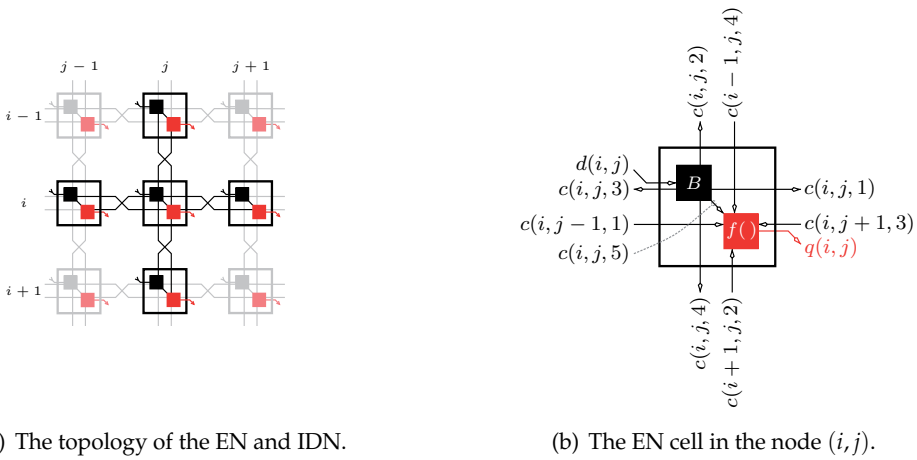 j − 1 j j + 1
i − 1
i
i + 1
) The topology of the EN and IDN.
c(i, j, 2)
c(i − 1, j, 4)
d(i, j)
B
c(i, j, 3)
c(i, j, 1)
c(i, j − 1, 1)
f()
c(i, j + 1, 3)
c(i, j, 5)
q(i, j)
c(i, j, 4)
c(i + 1, j, 2)
(b) The EN cell in the node (i, j).